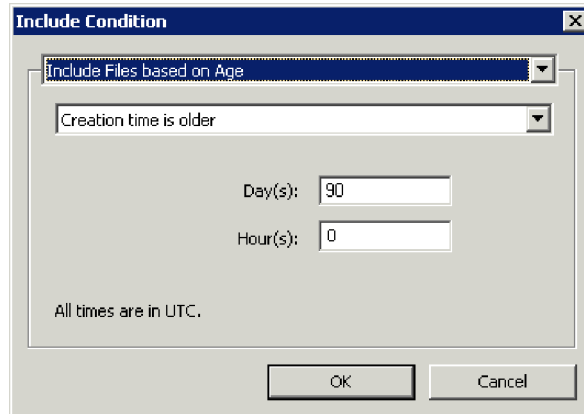 Include Condition
Include Files based on Age
Creation time is older
Day(s): 90
Hour(s): 0
All times are in UTC.
OK Cancel